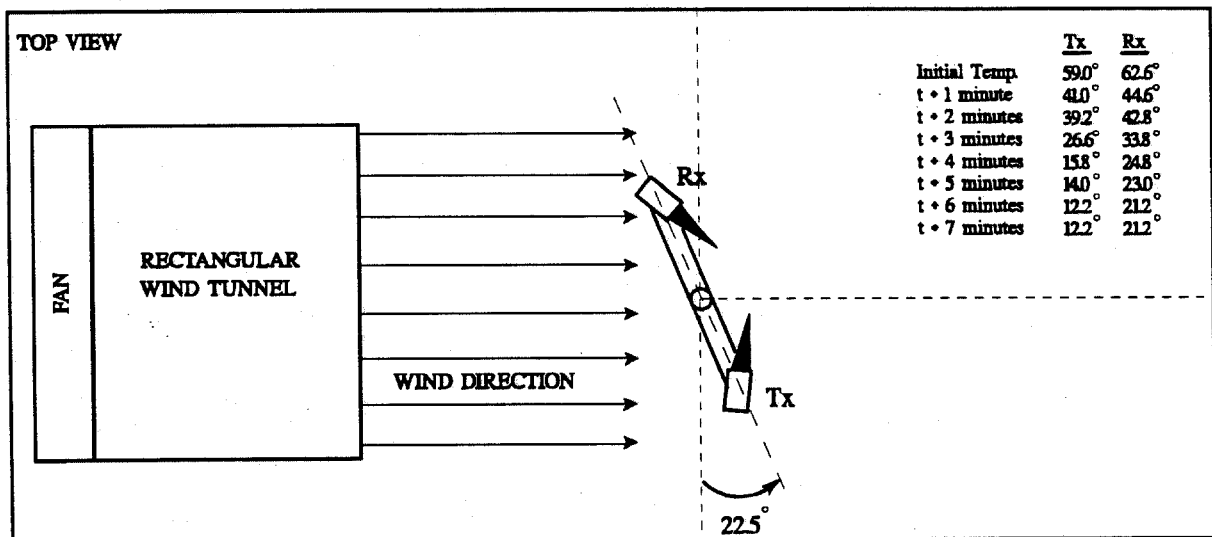 TOP VIEW
Tx Rx
Initial Temp. 59.0° 62.6°
t + 1 minute 41.0° 44.6°
t + 2 minutes 39.2° 42.8°
t + 3 minutes 26.6° 33.8°
t + 4 minutes 15.8° 24.8°
t + 5 minutes 14.0° 23.0°
t + 6 minutes 12.2° 21.2°
t + 7 minutes 12.2° 21.2°
Rx
FAN
RECTANGULAR
WIND TUNNEL
WIND DIRECTION
Tx
22.5°